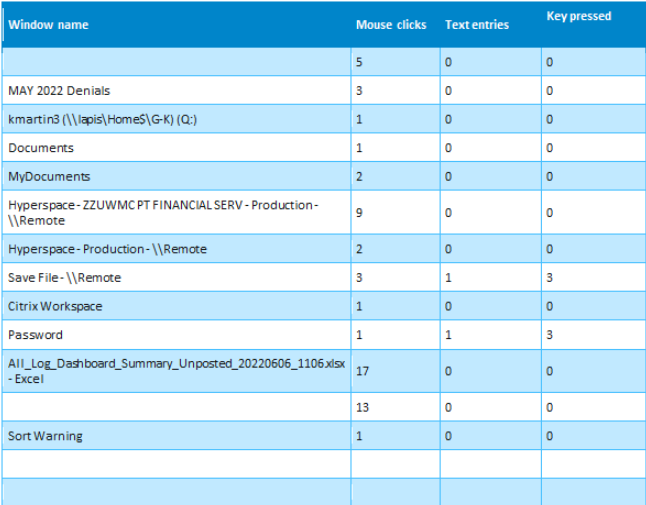 Window name Mouse clicks Text entries Key pressed
5 0 0
MAY 2022 Denials 3 0 0
kmartin3 (\\lapis\Home$\G-K) (Q:) 1 0 0
Documents 1 0 0
MyDocuments 2 0 0
Hyperspace - ZZUWMC PT FINANCIAL SERV - Production -
\\Remote 9 0 0
Hyperspace - Production - \\Remote 2 0 0
Save File - \\Remote 3 1 3
Citrix Workspace 1 0 0
Password 1 1 3
All_Log_Dashboard_Summary_Unposted_20220606_1106.xlsx
- Excel 17 0 0
13 0 0
Sort Warning 1 0 0